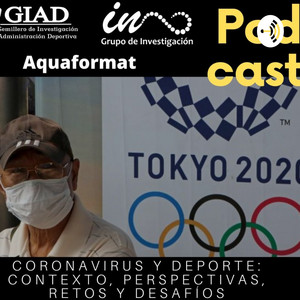 GIAD
Semillero de Investigación
Administración Deportiva
in
Grupo de Investigación
Aquaformat
Pod
cast
TOKYO 2020
CORONAVIRUS Y DEPORTE:
CONTEXTO, PERSPECTIVAS,
RETOS Y DESAFÍOS